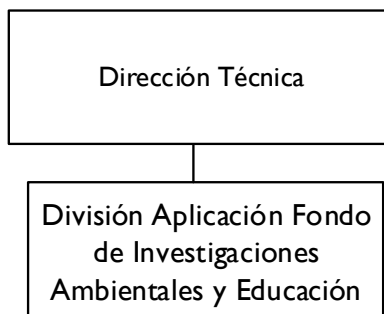 Dirección Técnica
División Aplicación Fondo
de Investigaciones
Ambientales y Educación